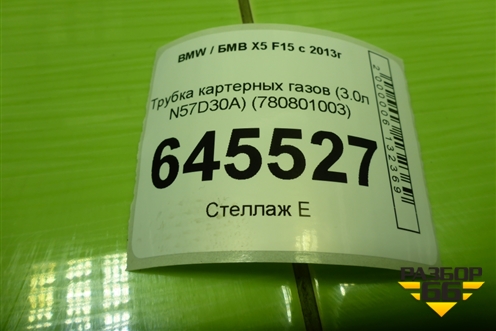 BMW / БМВ X5 F15 с 2013г
Трубка картерных газов (3.0л
N57D30A) (780801003)
645527
Стеллаж Е
2000006132369
РАЗБОР
66